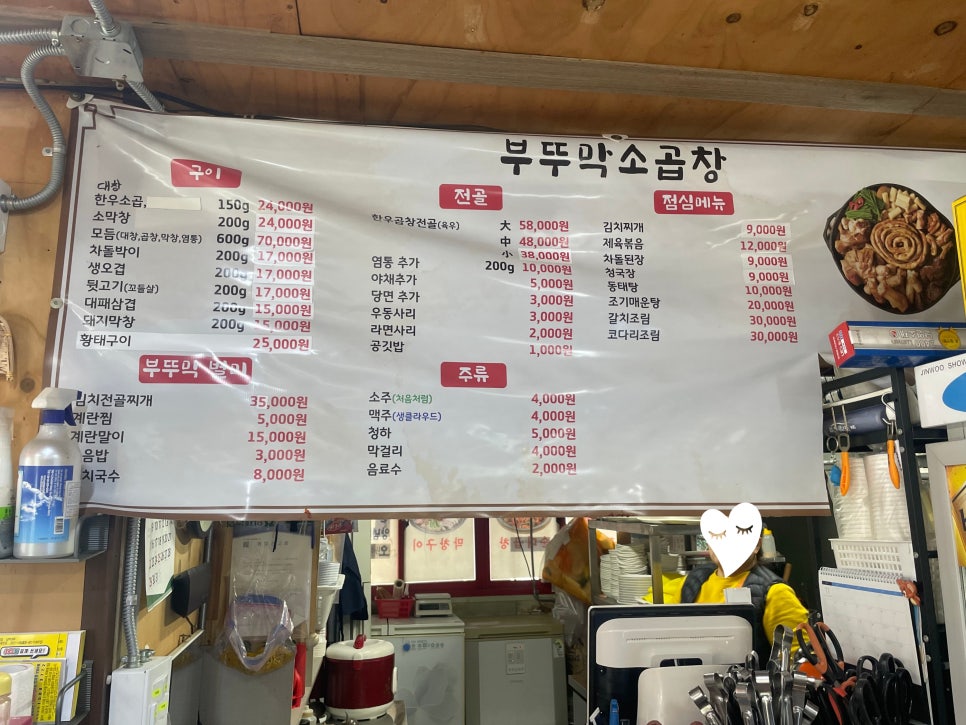 부뚜막소곱창
구이
대창
한우소곱, 150g 24,000원
소막창 200g 24,000원
모듬(대창,곱창,막창,염통) 600g 70,000원
차돌박이 200g 17,000원
생오겹 200g 17,000원
뒷고기(꼬들살) 200g 17,000원
대패삼겹 200g 15,000원
돼지막창 200g 15,000원
황태구이 25,000원
부뚜막 별미
김치전골찌개 35,000원
계란찜 5,000원
계란말이 15,000원
음밥 3,000원
치국수 8,000원
전골
한우곱창전골(육우) 大 58,000원
中 48,000원
小 38,000원
염통 추가 200g 10,000원
야채추가 5,000원
당면 추가 3,000원
우동사리 3,000원
라면사리 2,000원
공깃밥 1,000원
주류
소주(처음처럼) 4,000원
맥주(생클라우드) 4,000원
청하 5,000원
막걸리 4,000원
음료수 2,000원
점심메뉴
김치찌개 9,000원
제육볶음 12,000원
차돌된장 9,000원
청국장 9,000원
동태탕 10,000원
조기매운탕 20,000원
갈치조림 30,000원
코다리조림 30,000원
JINWOO SHOW
막창구이